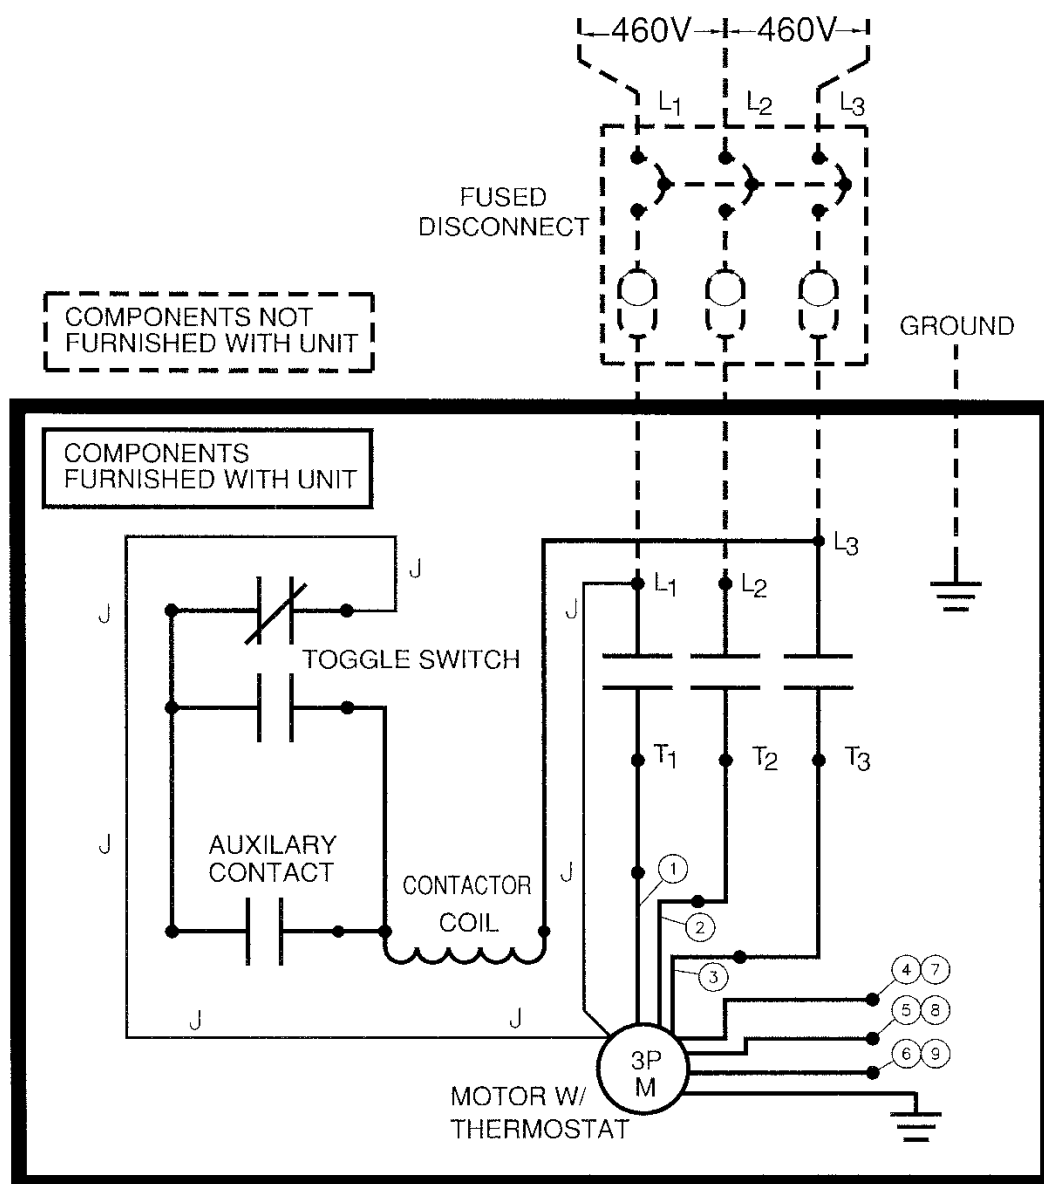 460V 460V
L1 L2 L3
FUSED
DISCONNECT
COMPONENTS NOT
FURNISHED WITH UNIT
GROUND
COMPONENTS
FURNISHED WITH UNIT
L3
J
L1 L2
J
J
TOGGLE SWITCH
T1 T2 T3
J
AUXILARY
CONTACT
J
1
CONTACTOR
COIL
2
3
4 7
5 8
6 9
J
J
3P
M
MOTOR W/
THERMOSTAT